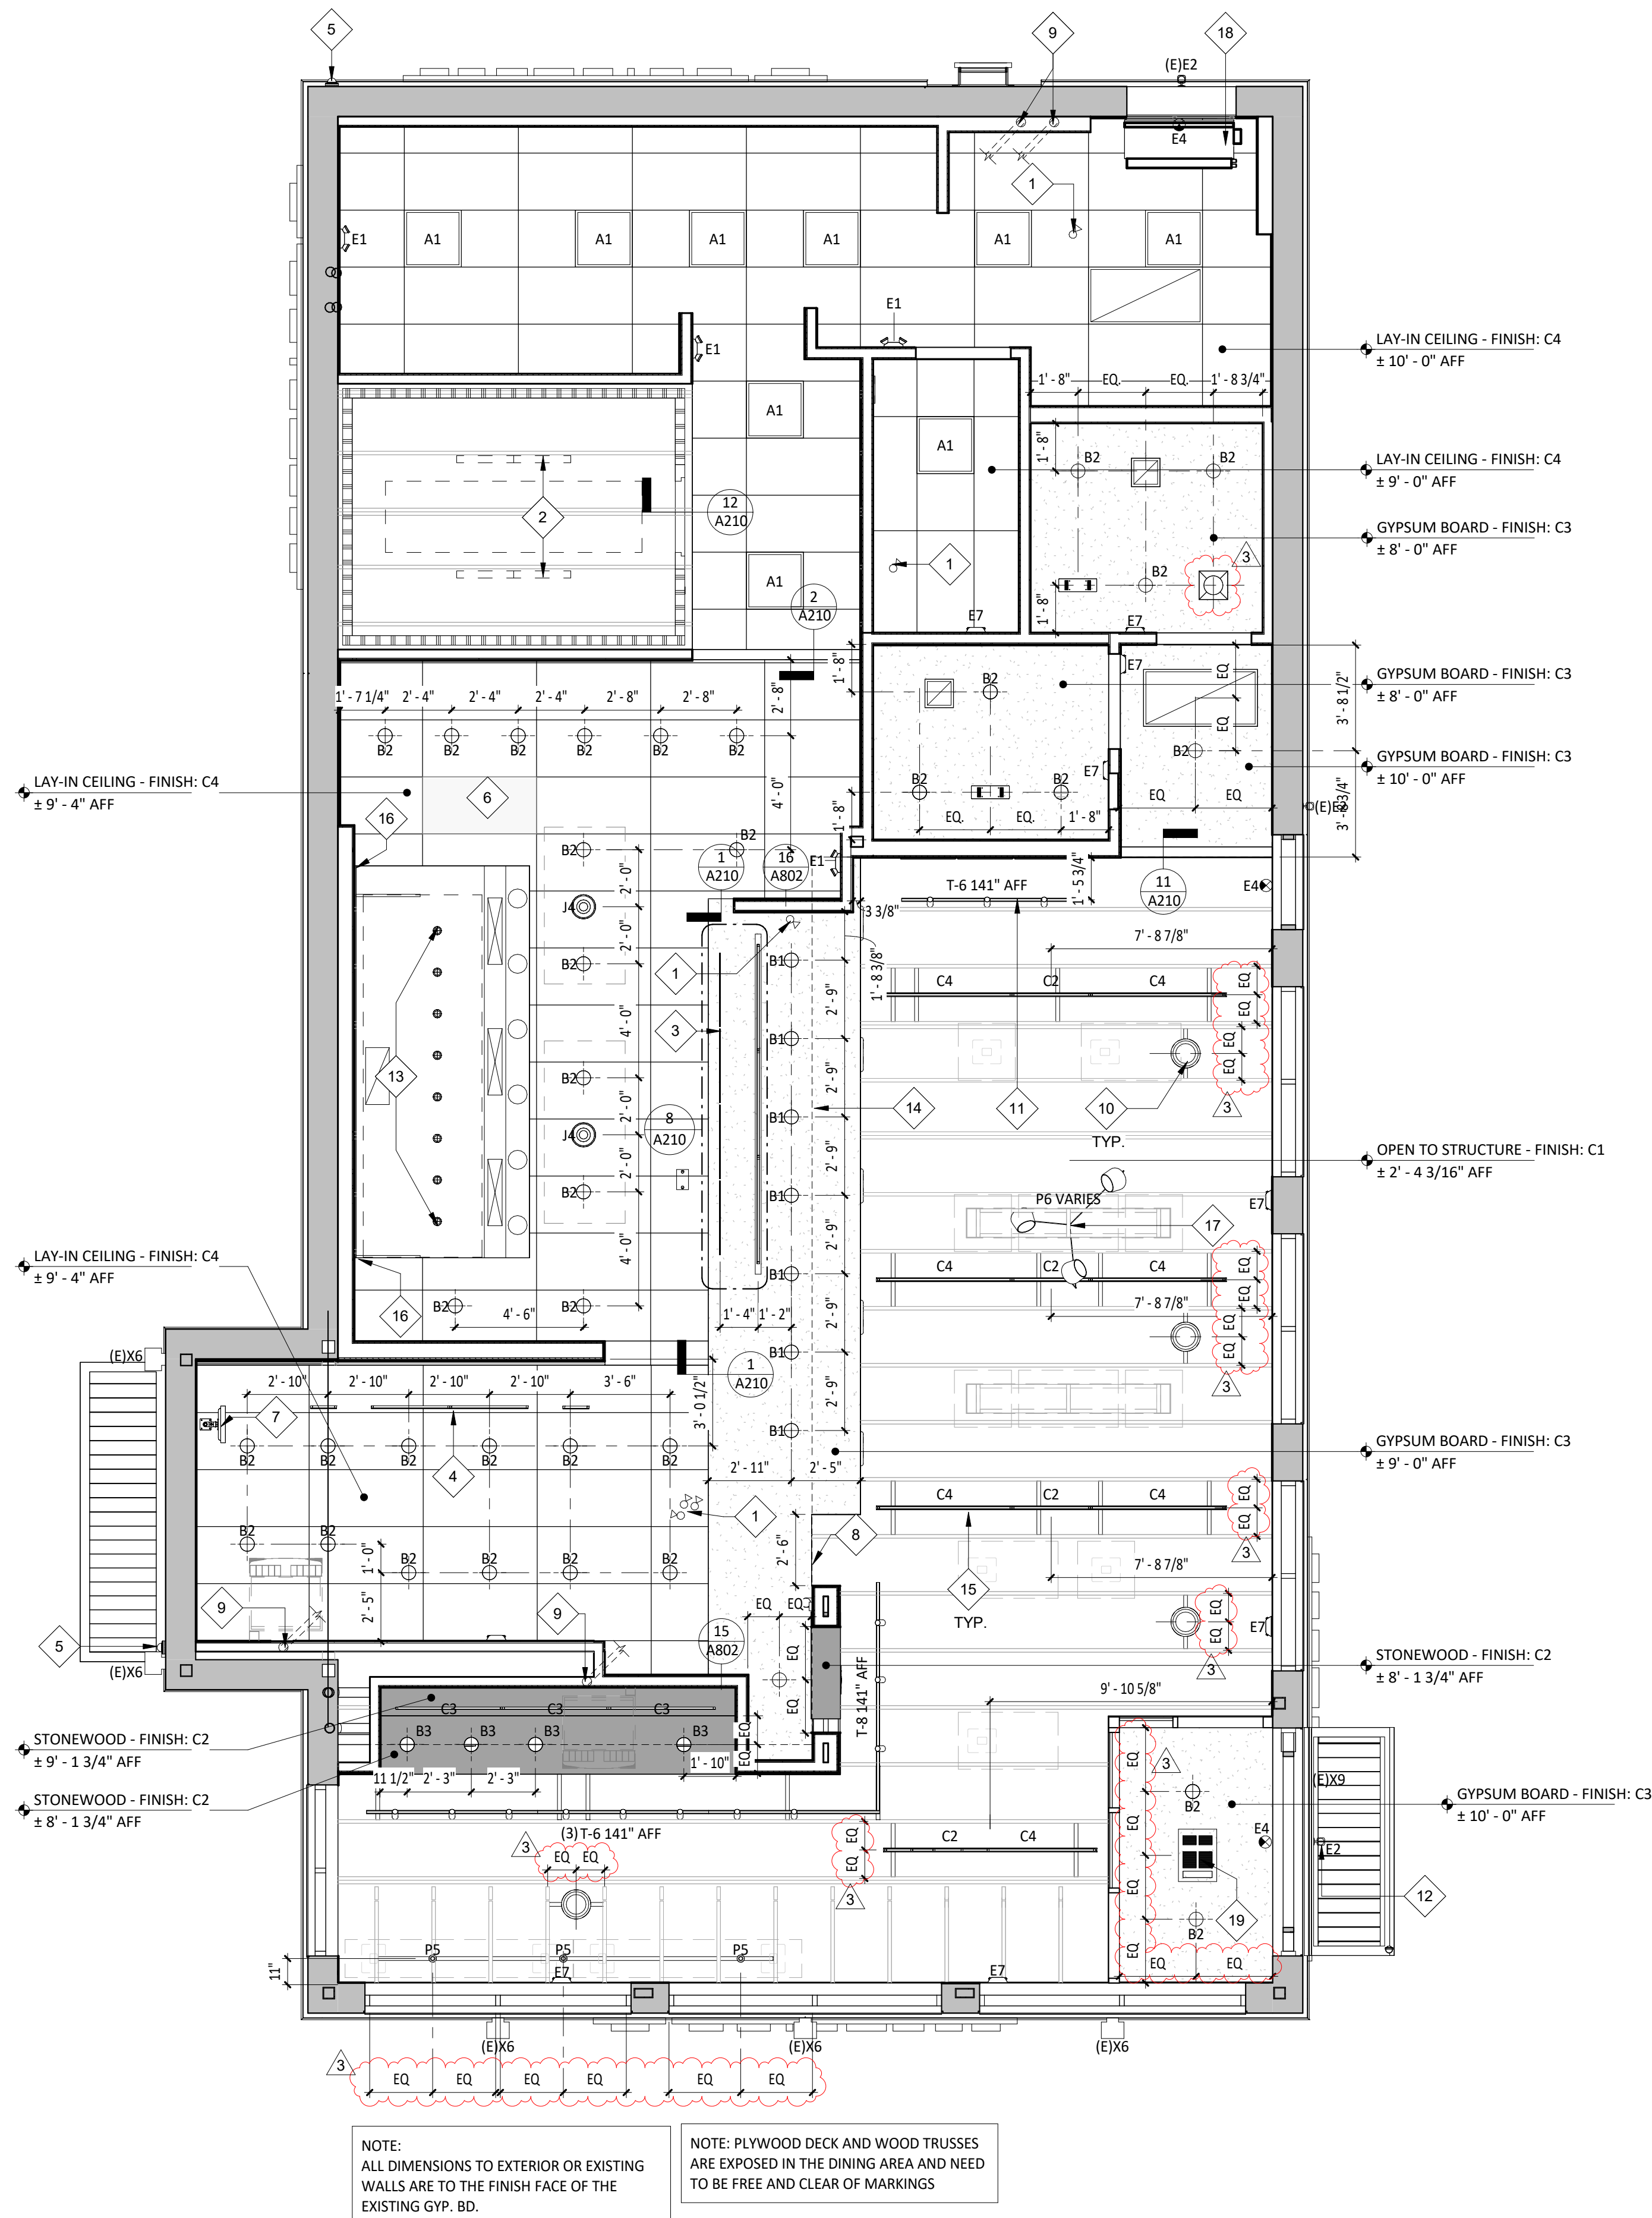 5
9
18
(E)E2
E4
1
E1
A1
A1
A1
A1
A1
A1
E1
E1
LAY-IN CEILING - FINISH: C4
± 10' - 0" AFF
1' - 8"
EQ.
EQ.
1' - 8 3/4"
A1
A1
1' - 8"
B2
B2
LAY-IN CEILING - FINISH: C4
± 9' - 0" AFF
12
A210
2
GYPSUM BOARD - FINISH: C3
± 8' - 0" AFF
3
1
B2
A1
2
A210
1' - 8"
E7
E7
E7
1' - 8"
EQ
EQ
B2
GYPSUM BOARD - FINISH: C3
± 8' - 0" AFF
3' - 8 1/2"
1' - 7 1/4"
2' - 4"
2' - 4"
2' - 4"
2' - 8"
2' - 8"
2' - 8"
B2
B2
B2
B2
B2
B2
B2
GYPSUM BOARD - FINISH: C3
± 10' - 0" AFF
LAY-IN CEILING - FINISH: C4
± 9' - 4" AFF
6
4' - 0"
E7
B2
B2
EQ
EQ
1' - 8"
EQ.
EQ.
1' - 8"
16
B2
B2
1
A210
16
A802
E1
1' - 5 3/4"
11
A210
E4
T-6 141" AFF
2' - 0"
J4
3 3/8"
2' - 0"
7' - 8 7/8"
B2
1
B1
1' - 8 3/8"
C4
C2
C4
EQ
EQ
2' - 9"
4' - 0"
3
B1
EQ
EQ
13
B2
2' - 9"
14
11
10
TYP.
3
2' - 0"
8
A210
J4
B1
2' - 9"
OPEN TO STRUCTURE - FINISH: C1
± 2' - 4 3/16" AFF
2' - 0"
B2
B1
P6 VARIES
17
E7
2' - 9"
LAY-IN CEILING - FINISH: C4
± 9' - 4" AFF
4' - 0"
B1
C4
C2
C4
EQ
EQ
16
B2
B2
4' - 6"
1' - 4"
1' - 2"
2' - 9"
7' - 8 7/8"
EQ
EQ
(E)X6
B1
1
A210
3
2' - 10"
2' - 10"
2' - 10"
2' - 10"
3' - 6"
3' - 0 1/2"
2' - 9"
7
B1
GYPSUM BOARD - FINISH: C3
± 9' - 0" AFF
B2
B2
B2
B2
B2
B2
4
2' - 11"
2' - 5"
C4
C2
C4
EQ
EQ
1
8
B2
B2
1' - 0"
B2
B2
B2
B2
2' - 6"
3
7' - 8 7/8"
15
TYP.
9
2' - 5"
9
EQ
EQ
EQ
EQ
E7
5
15
A802
EQ
EQ
3
STONEWOOD - FINISH: C2
± 8' - 1 3/4" AFF
(E)X6
T-8 141" AFF
9' - 10 5/8"
C3
C3
C3
STONEWOOD - FINISH: C2
± 9' - 1 3/4" AFF
B3
B3
B3
B3
EQ
EQ
1' - 10"
11 1/2"
2' - 3"
2' - 3"
EQ
3
(E)X9
STONEWOOD - FINISH: C2
± 8' - 1 3/4" AFF
B2
GYPSUM BOARD - FINISH: C3
± 10' - 0" AFF
(3) T-6 141" AFF
3
EQ
EQ
EQ
EQ
3
C2
C4
EQ
E4
E2
12
EQ
19
B2
P5
P5
P5
E7
E7
EQ
EQ
EQ
11"
(E)X6
(E)X6
(E)X6
3
EQ
EQ
EQ
EQ
EQ
EQ
NOTE:
ALL DIMENSIONS TO EXTERIOR OR EXISTING
WALLS ARE TO THE FINISH FACE OF THE
EXISTING GYP. BD.
NOTE: PLYWOOD DECK AND WOOD TRUSSES
ARE EXPOSED IN THE DINING AREA AND NEED
TO BE FREE AND CLEAR OF MARKINGS